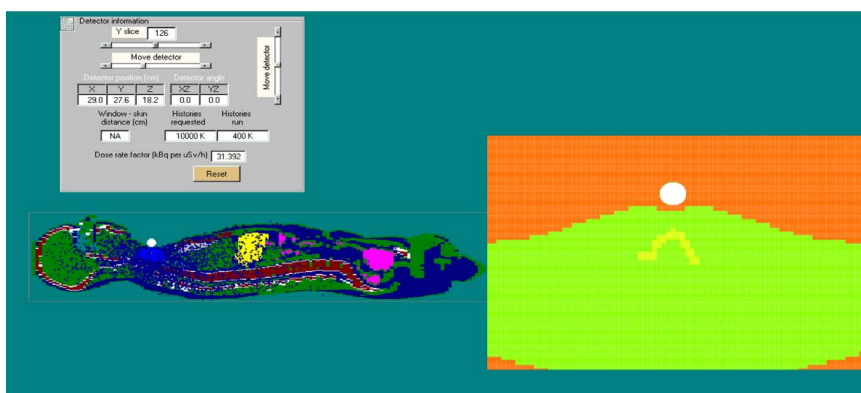 Detector information
Y slice 126
Move detector
Move detector
Detector position (cm) Detector angle
X Y Z XZ YZ
29.0 27.6 18.2 0.0 0.0
Window - skin distance (cm) Histories requested Histories run
NA 10000 K 400 K
Dose rate factor (kBq per uSv/h) 31.392
Reset